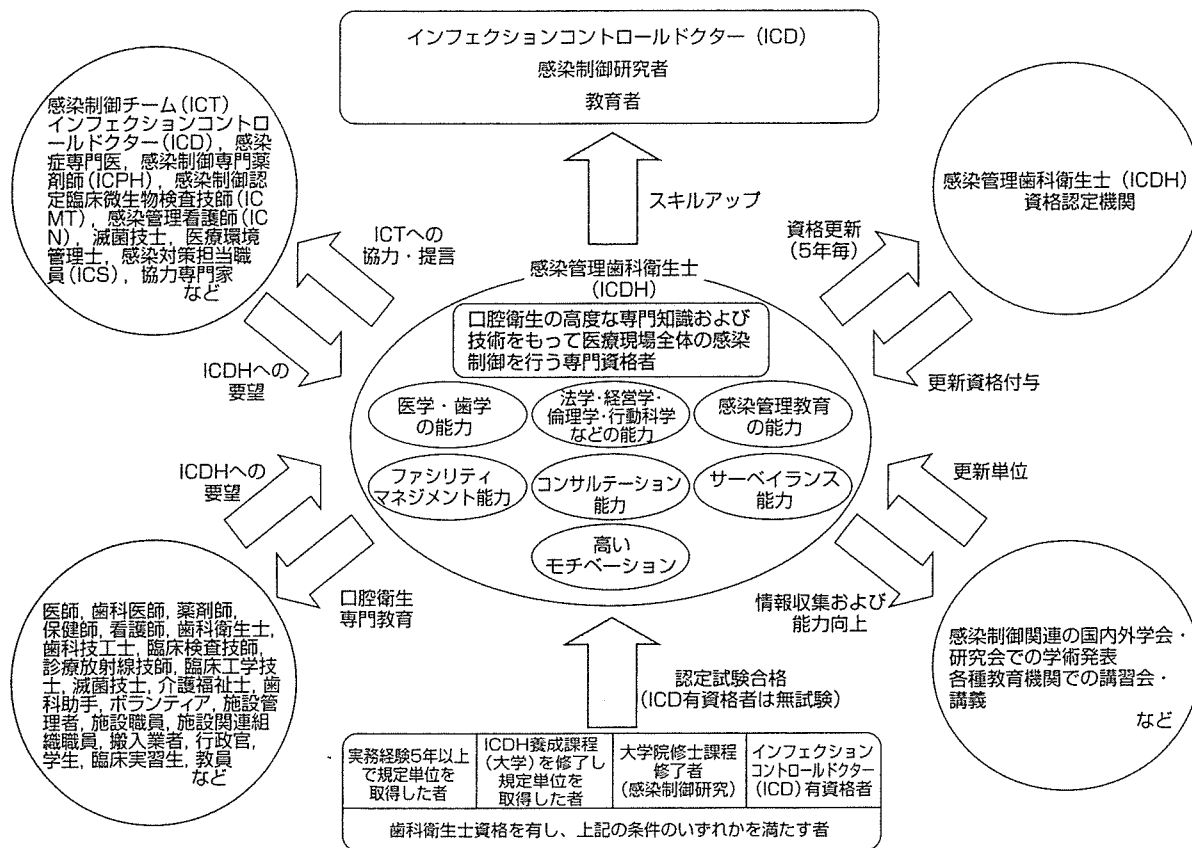 インフェクションコントロールドクター(ICD)
感染制御研究者
教育者
感染制御チーム(ICT)
インフェクションコントロ
ールドクター(ICD), 感染
症専門医, 感染制御専門薬
剤師(ICPH), 感染制御認
定臨床微生物検査技師(IC
MT), 感染管理看護師(IC
N), 滅菌技士, 医療環境
管理士, 感染対策担当職
員(ICS), 協力専門家
など
スキルアップ
感染管理歯科衛生士(ICDH)
資格認定機関
ICTへの
協力・提言
資格更新
(5年毎)
ICDHへの
要望
更新資格付与
感染管理歯科衛生士
(ICDH)
口腔衛生の高度な専門知識および
技術をもって医療現場全体の感染
制御を行う専門資格者
医学・歯学
の能力
法学・経営学・
倫理学・行動科学
などの能力
感染管理教育
の能力
ファシリティ
マネジメント能力
コンサルテーション
能力
サーベイランス
能力
高い
モチベーション
ICDHへの
要望
更新単位
口腔衛生
専門教育
情報収集および
能力向上
医師, 歯科医師, 薬剤師,
保健師, 看護師, 歯科衛生士,
歯科技工士, 臨床検査技師,
診療放射線技師, 臨床工学技
士, 滅菌技士, 介護福祉士, 歯
科助手, ボランティア, 施設管
理者, 施設職員, 施設関連組
織職員, 搬入業者, 行政官,
学生, 臨床実習生, 教員
など
感染制御関連の国内外学会・
研究会での学術発表
各種教育機関での講習会・
講義
など
認定試験合格
(ICD有資格者は無試験)
実務経験5年以上
で規定単位を
取得した者
ICDH養成課程
(大学)を修了し
規定単位を
取得した者
大学院修士課程
修了者
(感染制御研究)
インフェクション
コントロールドクター
(ICD)有資格者
歯科衛生士資格を有し、上記の条件のいずれかを満たす者